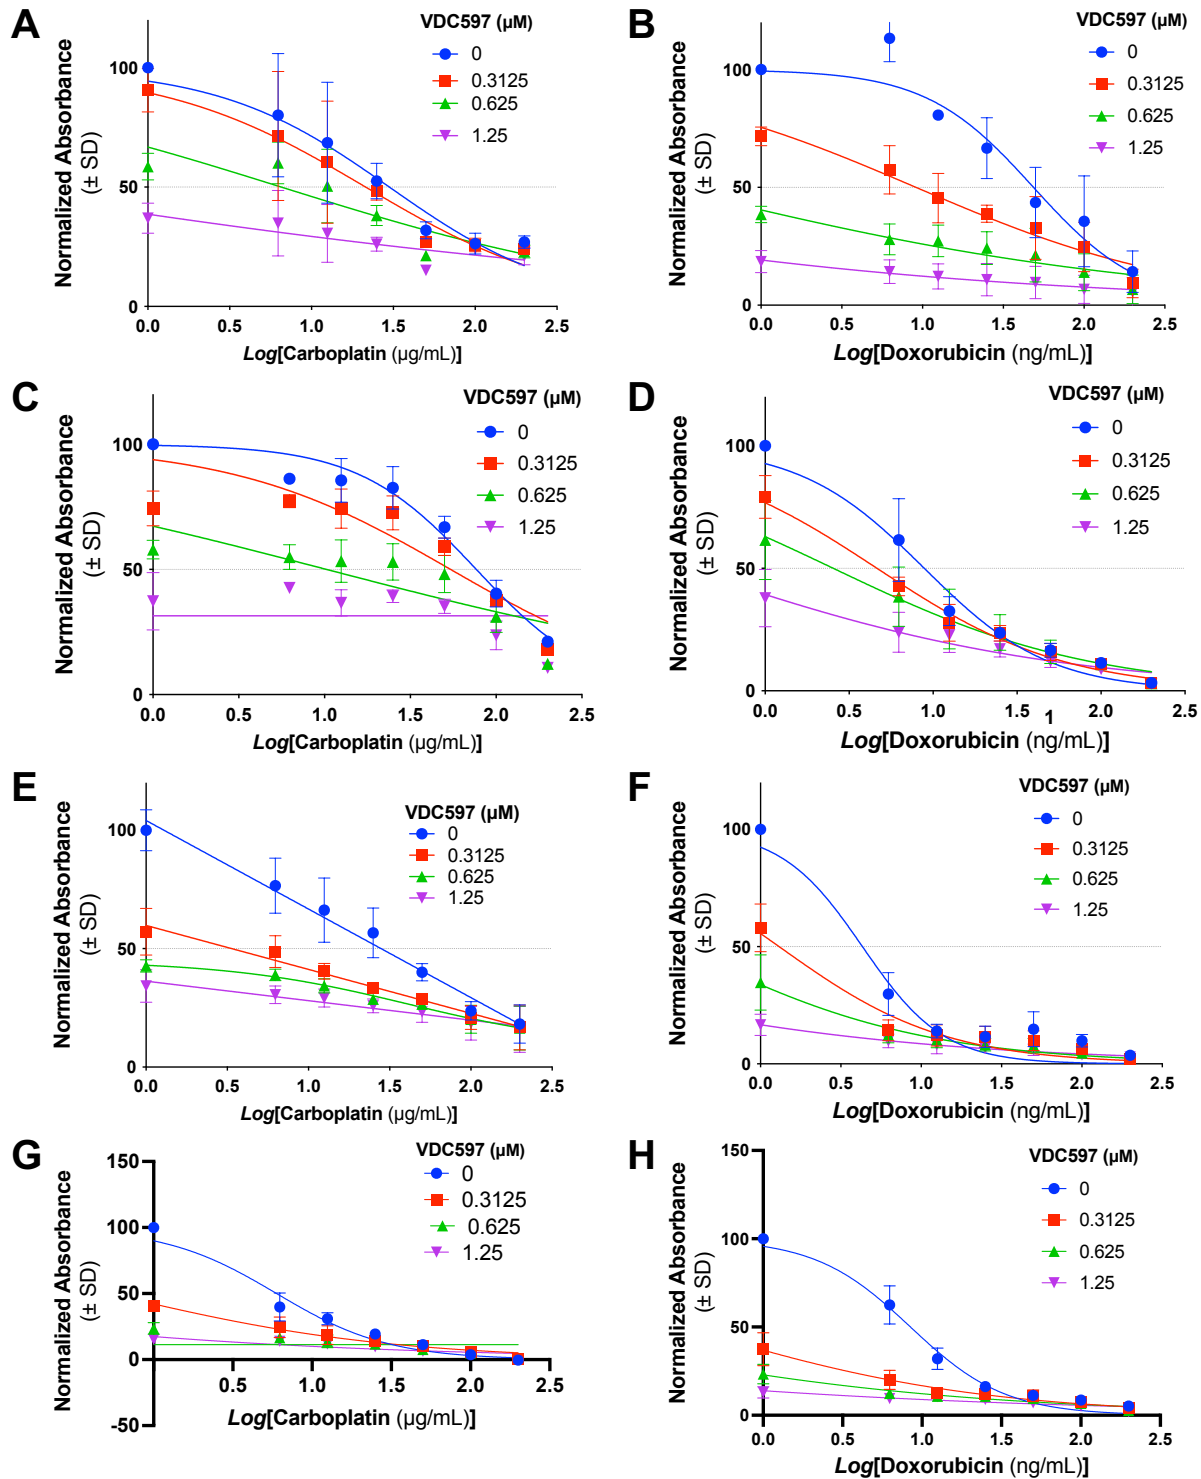 A
VDC597 (µM)
0
0.3125
0.625
1.25
Normalized Absorbance
(± SD)
100
50
0
0.0 0.5 1.0 1.5 2.0 2.5
Log[Carboplatin (µg/mL)]
B
VDC597 (µM)
0
0.3125
0.625
1.25
Normalized Absorbance
(± SD)
100
50
0
0.0 0.5 1.0 1.5 2.0 2.5
Log[Doxorubicin (ng/mL)]
C
VDC597 (µM)
0
0.3125
0.625
1.25
Normalized Absorbance
(± SD)
100
50
0
0.0 0.5 1.0 1.5 2.0 2.5
Log[Carboplatin (µg/mL)]
D
VDC597 (µM)
0
0.3125
0.625
1.25
Normalized Absorbance
(± SD)
100
50
0
0.0 0.5 1.0 1.5 2.0 2.5
1
Log[Doxorubicin (ng/mL)]
E
VDC597 (µM)
0
0.3125
0.625
1.25
Normalized Absorbance
(± SD)
100
50
0
0.0 0.5 1.0 1.5 2.0 2.5
Log[Carboplatin (µg/mL)]
F
VDC597 (µM)
0
0.3125
0.625
1.25
Normalized Absorbance
(± SD)
100
50
0
0.0 0.5 1.0 1.5 2.0 2.5
Log[Doxorubicin (ng/mL)]
G
VDC597 (µM)
0
0.3125
0.625
1.25
Normalized Absorbance
(± SD)
150
100
50
0
-50
0.5 1.0 1.5 2.0 2.5
Log[Carboplatin (µg/mL)]
H
VDC597 (µM)
0
0.3125
0.625
1.25
Normalized Absorbance
(± SD)
150
100
50
0
0.0 0.5 1.0 1.5 2.0 2.5
Log[Doxorubicin (ng/mL)]